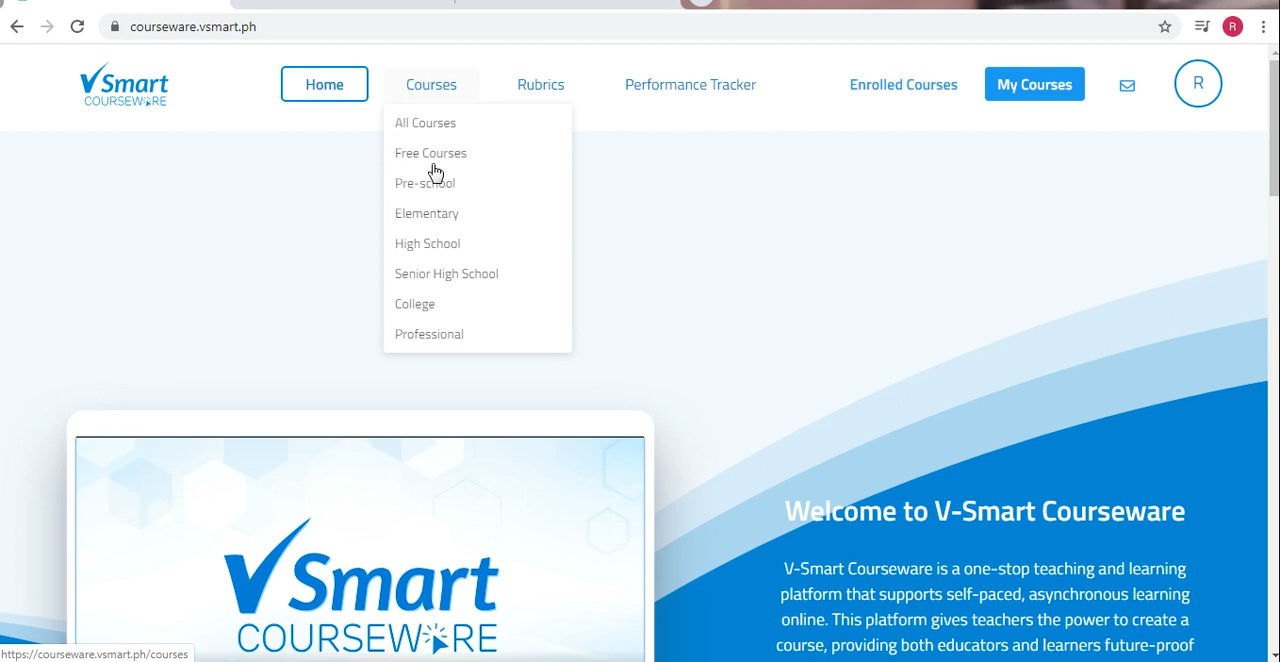 courseware.vsmart.ph
R
VSmart
COURSEWARE
Home
Courses
Rubrics
Performance Tracker
Enrolled Courses
My Courses
R
All Courses
Free Courses
Pre-school
Elementary
High School
Senior High School
College
Professional
VSmart
COURSEWARE
Welcome to V-Smart Courseware
V-Smart Courseware is a one-stop teaching and learning
platform that supports self-paced, asynchronous learning
online. This platform gives teachers the power to create a
course, providing both educators and learners future-proof
https://courseware.vsmart.ph/courses